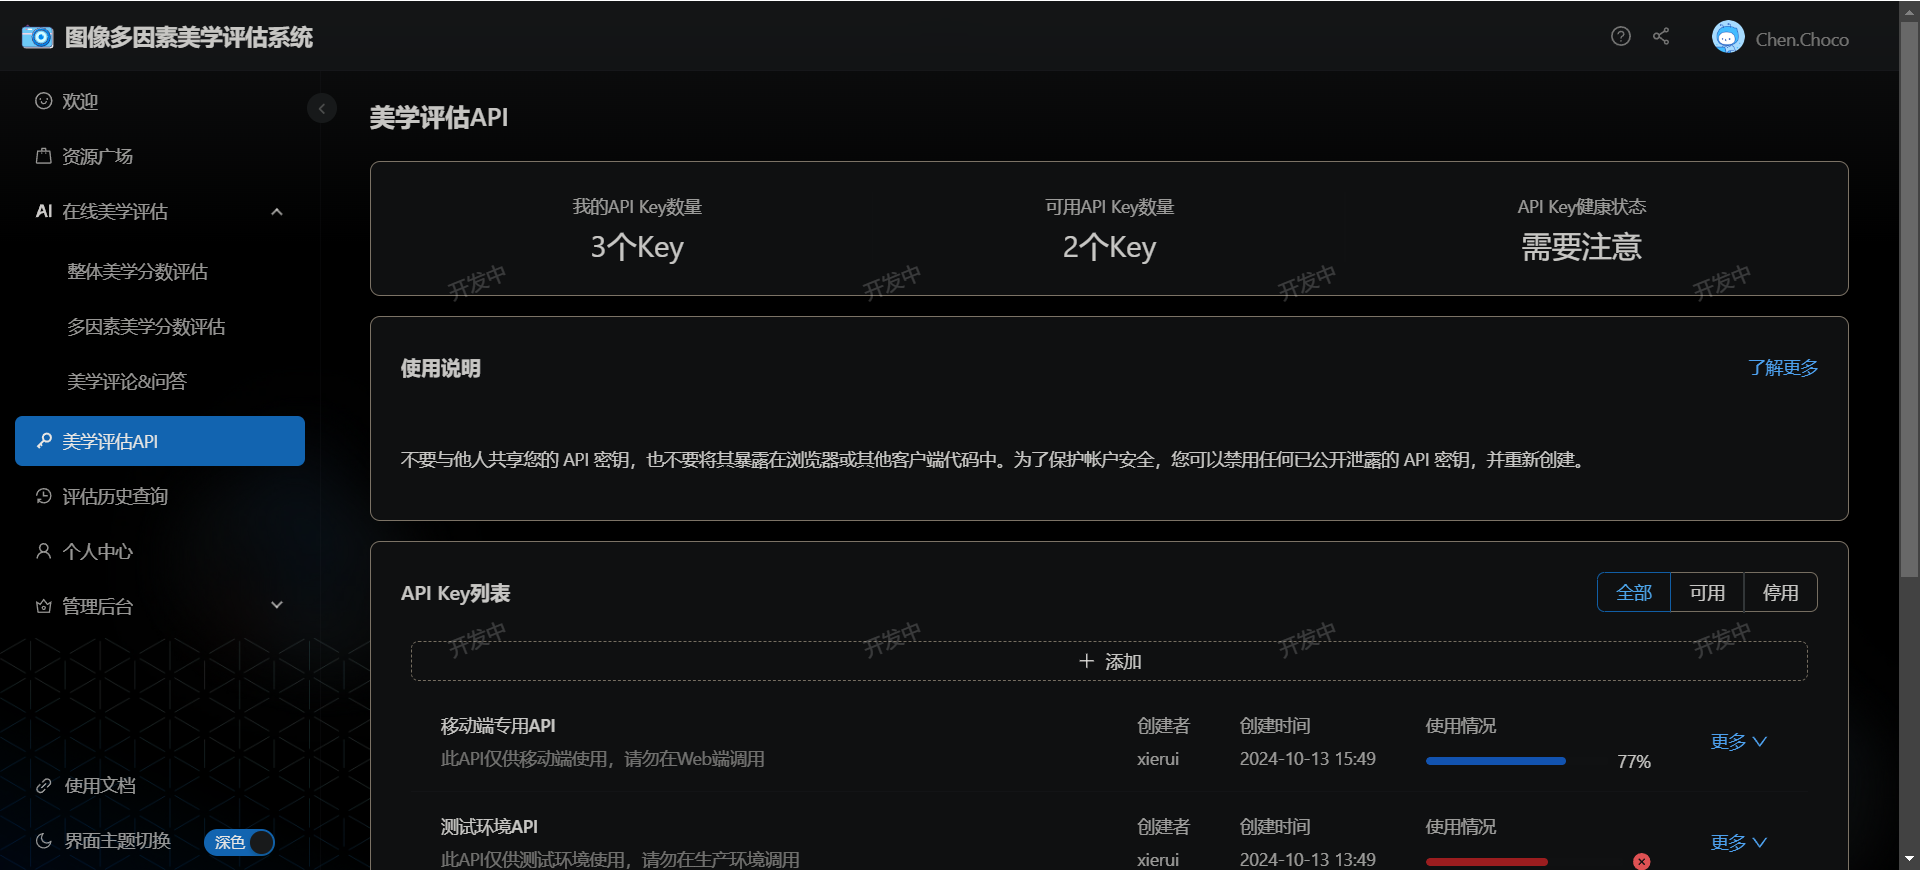 图像多因素美学评估系统
Chen.Choco
欢迎
资源广场
AI 在线美学评估
整体美学分数评估
多因素美学分数评估
美学评论&问答
美学评估API
评估历史查询
个人中心
管理后台
使用文档
界面主题切换 深色
美学评估API
我的API Key数量
3个Key
可用API Key数量
2个Key
API Key健康状态
需要注意
开发中 开发中 开发中 开发中
使用说明
了解更多
不要与他人共享您的 API 密钥，也不要将其暴露在浏览器或其他客户端代码中。为了保护帐户安全，您可以禁用任何已公开泄露的 API 密钥，并重新创建。
API Key列表
全部 可用 停用
开发中 开发中 开发中 开发中
添加
移动端专用API
此API仅供移动端使用，请勿在Web端调用
创建者
xierui
创建时间
2024-10-13 15:49
使用情况
77%
更多
测试环境API
此API仅供测试环境使用，请勿在生产环境调用
创建者
xierui
创建时间
2024-10-13 13:49
使用情况
更多